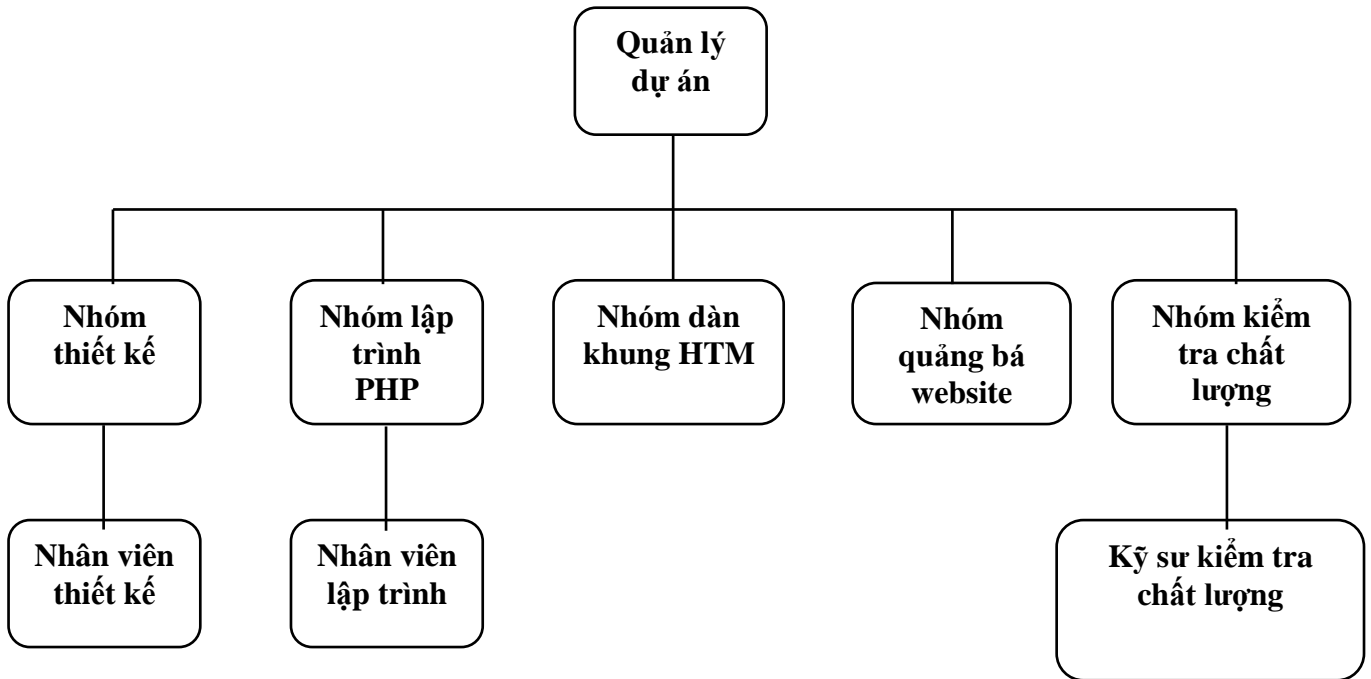 Quản lý
dự án
Nhóm
thiết kế
Nhóm lập
trình
PHP
Nhóm dàn
khung HTM
Nhóm
quảng bá
website
Nhóm kiểm
tra chất
lượng
Nhân viên
thiết kế
Nhân viên
lập trình
Kỹ sư kiểm tra
chất lượng